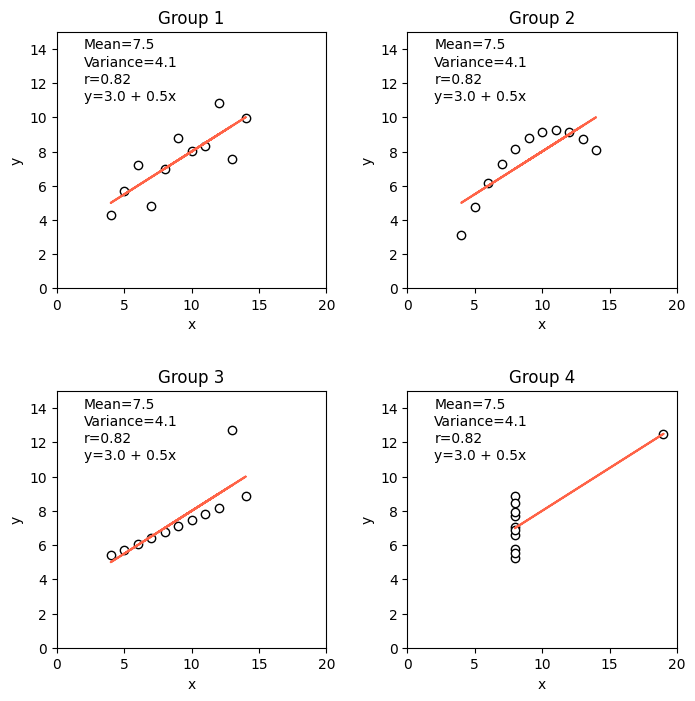 Group 1
Mean=7.5
Variance=4.1
r=0.82
y=3.0 + 0.5x
14
12
10
8
6
4
2
0
y
0 5 10 15 20
x
Group 2
Mean=7.5
Variance=4.1
r=0.82
y=3.0 + 0.5x
14
12
10
8
6
4
2
0
y
0 5 10 15 20
x
Group 3
Mean=7.5
Variance=4.1
r=0.82
y=3.0 + 0.5x
14
12
10
8
6
4
2
0
y
0 5 10 15 20
x
Group 4
Mean=7.5
Variance=4.1
r=0.82
y=3.0 + 0.5x
14
12
10
8
6
4
2
0
y
0 5 10 15 20
x